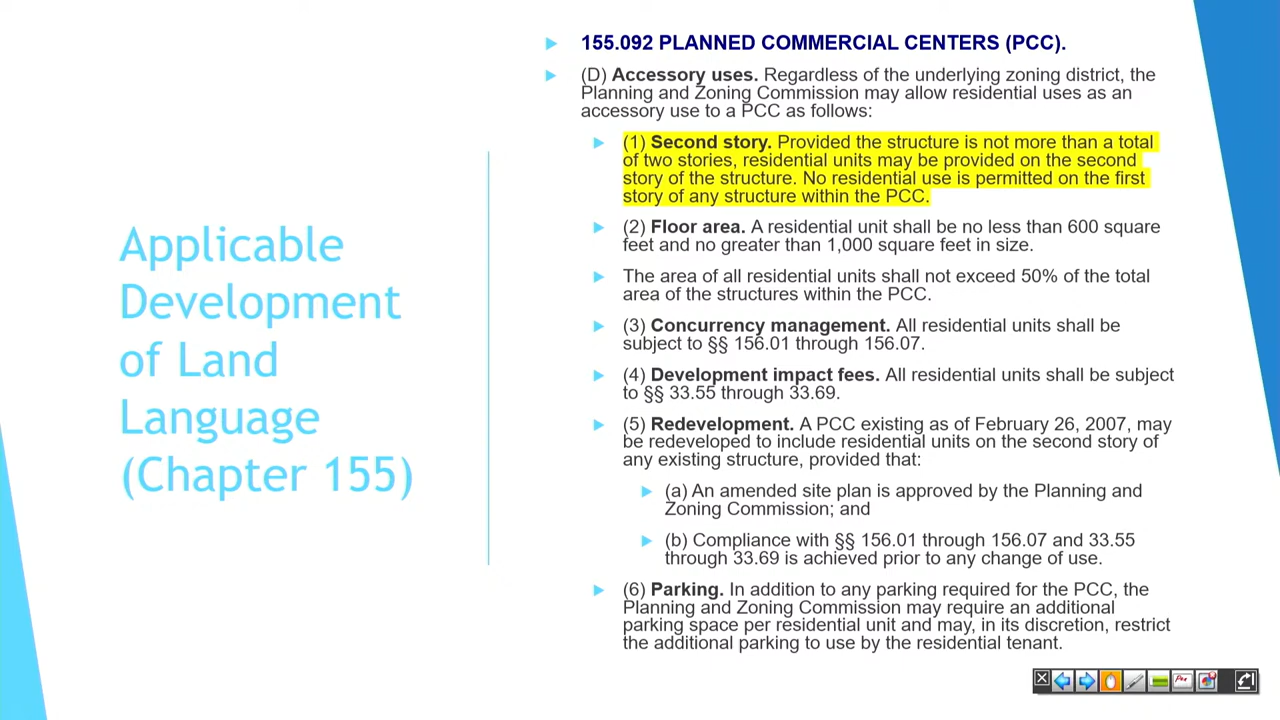 Applicable
Development
of Land
Language
(Chapter 155)
155.092 PLANNED COMMERCIAL CENTERS (PCC).
(D) Accessory uses. Regardless of the underlying zoning district, the
Planning and Zoning Commission may allow residential uses as an
accessory use to a PCC as follows:
(1) Second story. Provided the structure is not more than a total
of two stories, residential units may be provided on the second
story of the structure. No residential use is permitted on the first
story of any structure within the PCC.
(2) Floor area. A residential unit shall be no less than 600 square
feet and no greater than 1,000 square feet in size.
The area of all residential units shall not exceed 50% of the total
area of the structures within the PCC.
(3) Concurrency management. All residential units shall be
subject to §§ 156.01 through 156.07.
(4) Development impact fees. All residential units shall be subject
to §§ 33.55 through 33.69.
(5) Redevelopment. A PCC existing as of February 26, 2007, may
be redeveloped to include residential units on the second story of
any existing structure, provided that:
(a) An amended site plan is approved by the Planning and
Zoning Commission; and
(b) Compliance with §§ 156.01 through 156.07 and 33.55
through 33.69 is achieved prior to any change of use.
(6) Parking. In addition to any parking required for the PCC, the
Planning and Zoning Commission may require an additional
parking space per residential unit and may, in its discretion, restrict
the additional parking to use by the residential tenant.